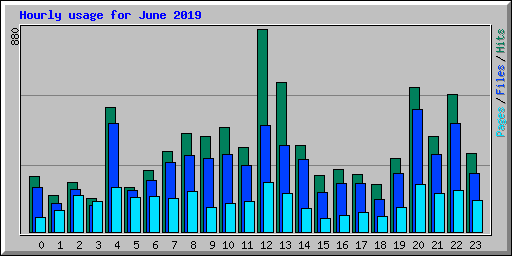 Hourly usage for June 2019
880
Pages/Files/Hits
0 1 2 3 4 5 6 7 8 9 10 11 12 13 14 15 16 17 18 19 20 21 22 23